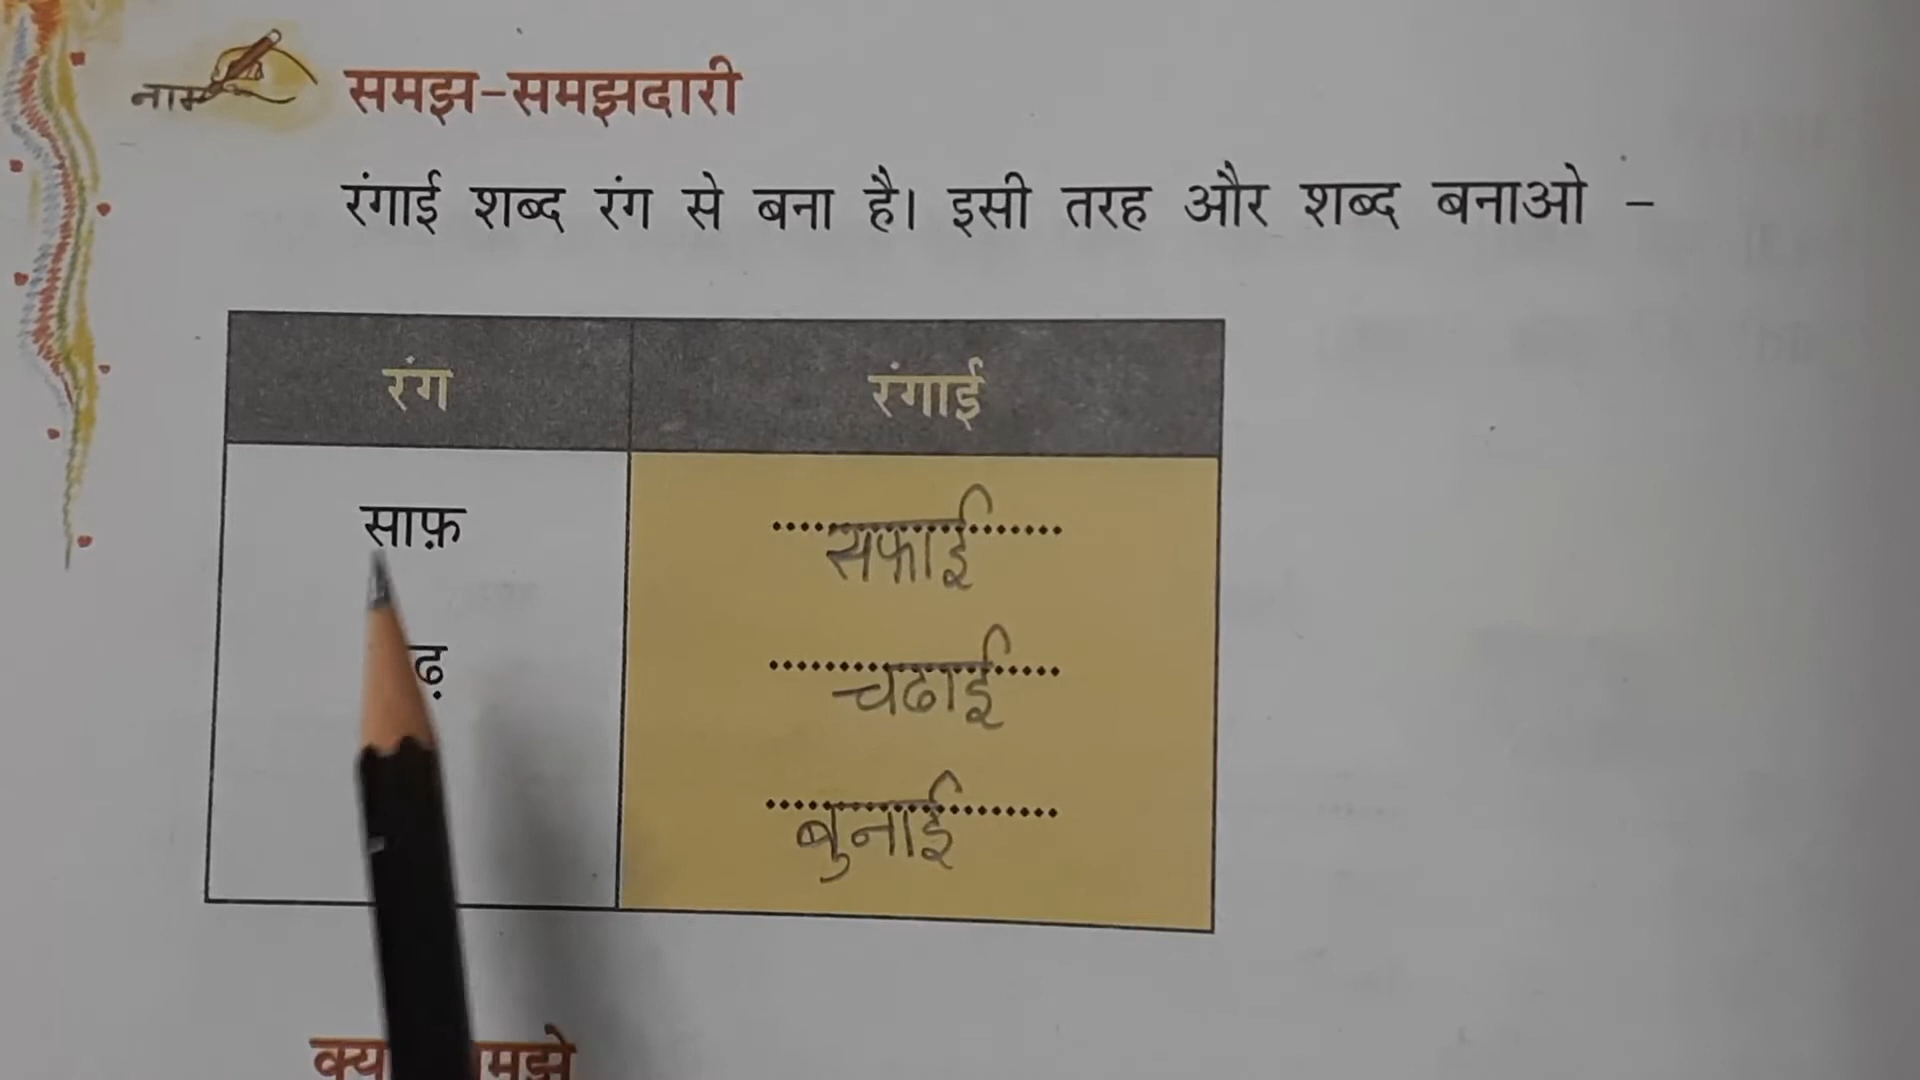 नाम
समझ-समझदारी
रंगाई शब्द रंग से बना है। इसी तरह और शब्द बनाओ -
रंग रंगाई
साफ़ सफाई
चढाई
बुनाई